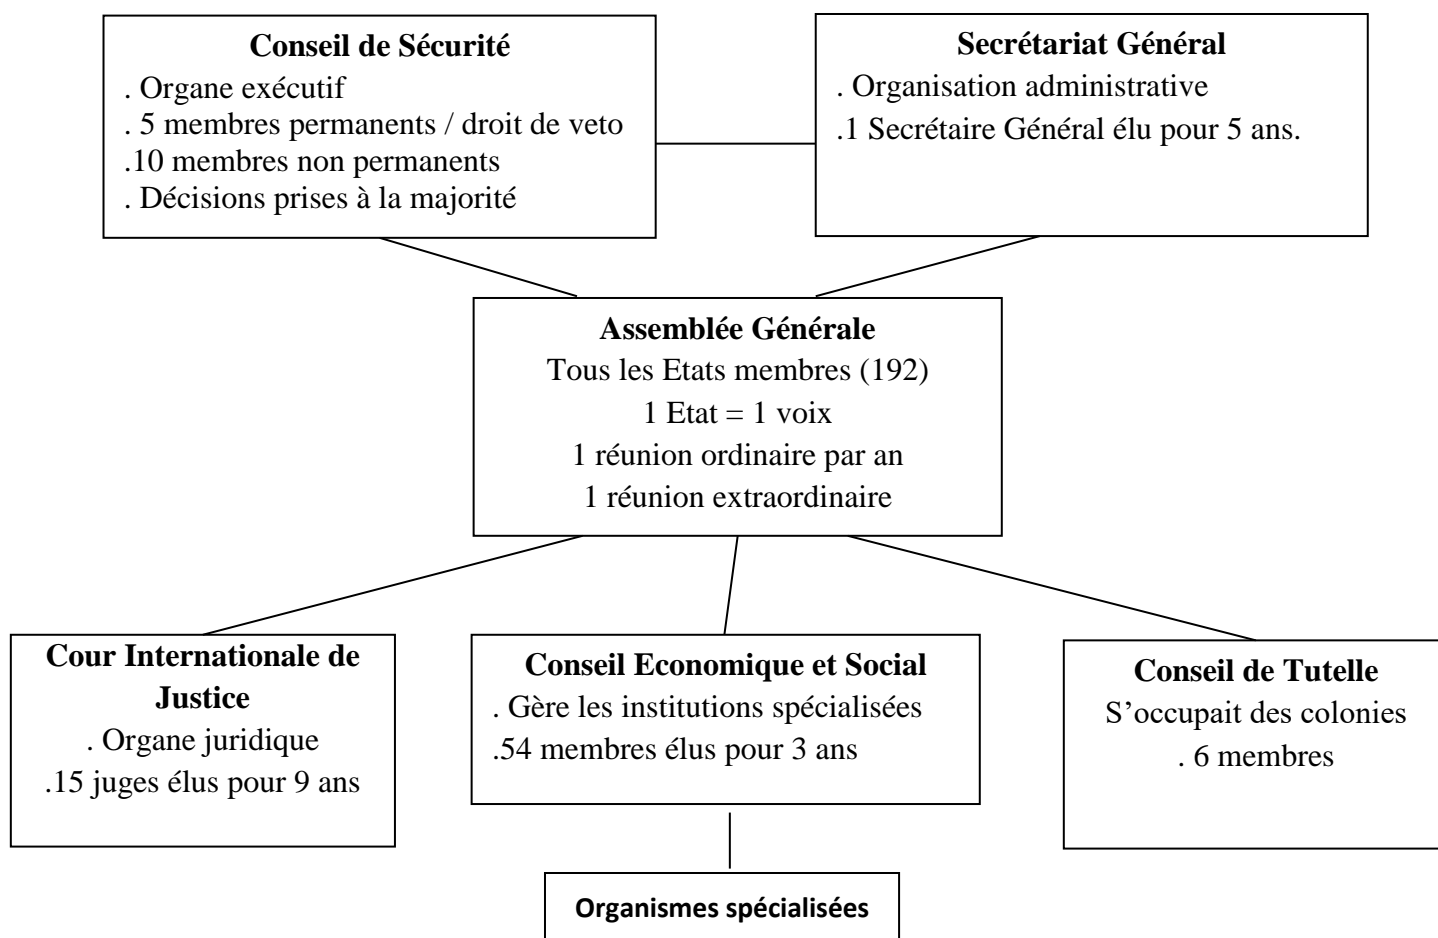 Conseil de Sécurité
. Organe exécutif
. 5 membres permanents / droit de veto
.10 membres non permanents
. Décisions prises à la majorité
Secrétariat Général
. Organisation administrative
.1 Secrétaire Général élu pour 5 ans.
Assemblée Générale
Tous les Etats membres (192)
1 Etat = 1 voix
1 réunion ordinaire par an
1 réunion extraordinaire
Cour Internationale de
Justice
. Organe juridique
.15 juges élus pour 9 ans
Conseil Economique et Social
. Gère les institutions spécialisées
.54 membres élus pour 3 ans
Conseil de Tutelle
S’occupait des colonies
. 6 membres
Organismes spécialisées